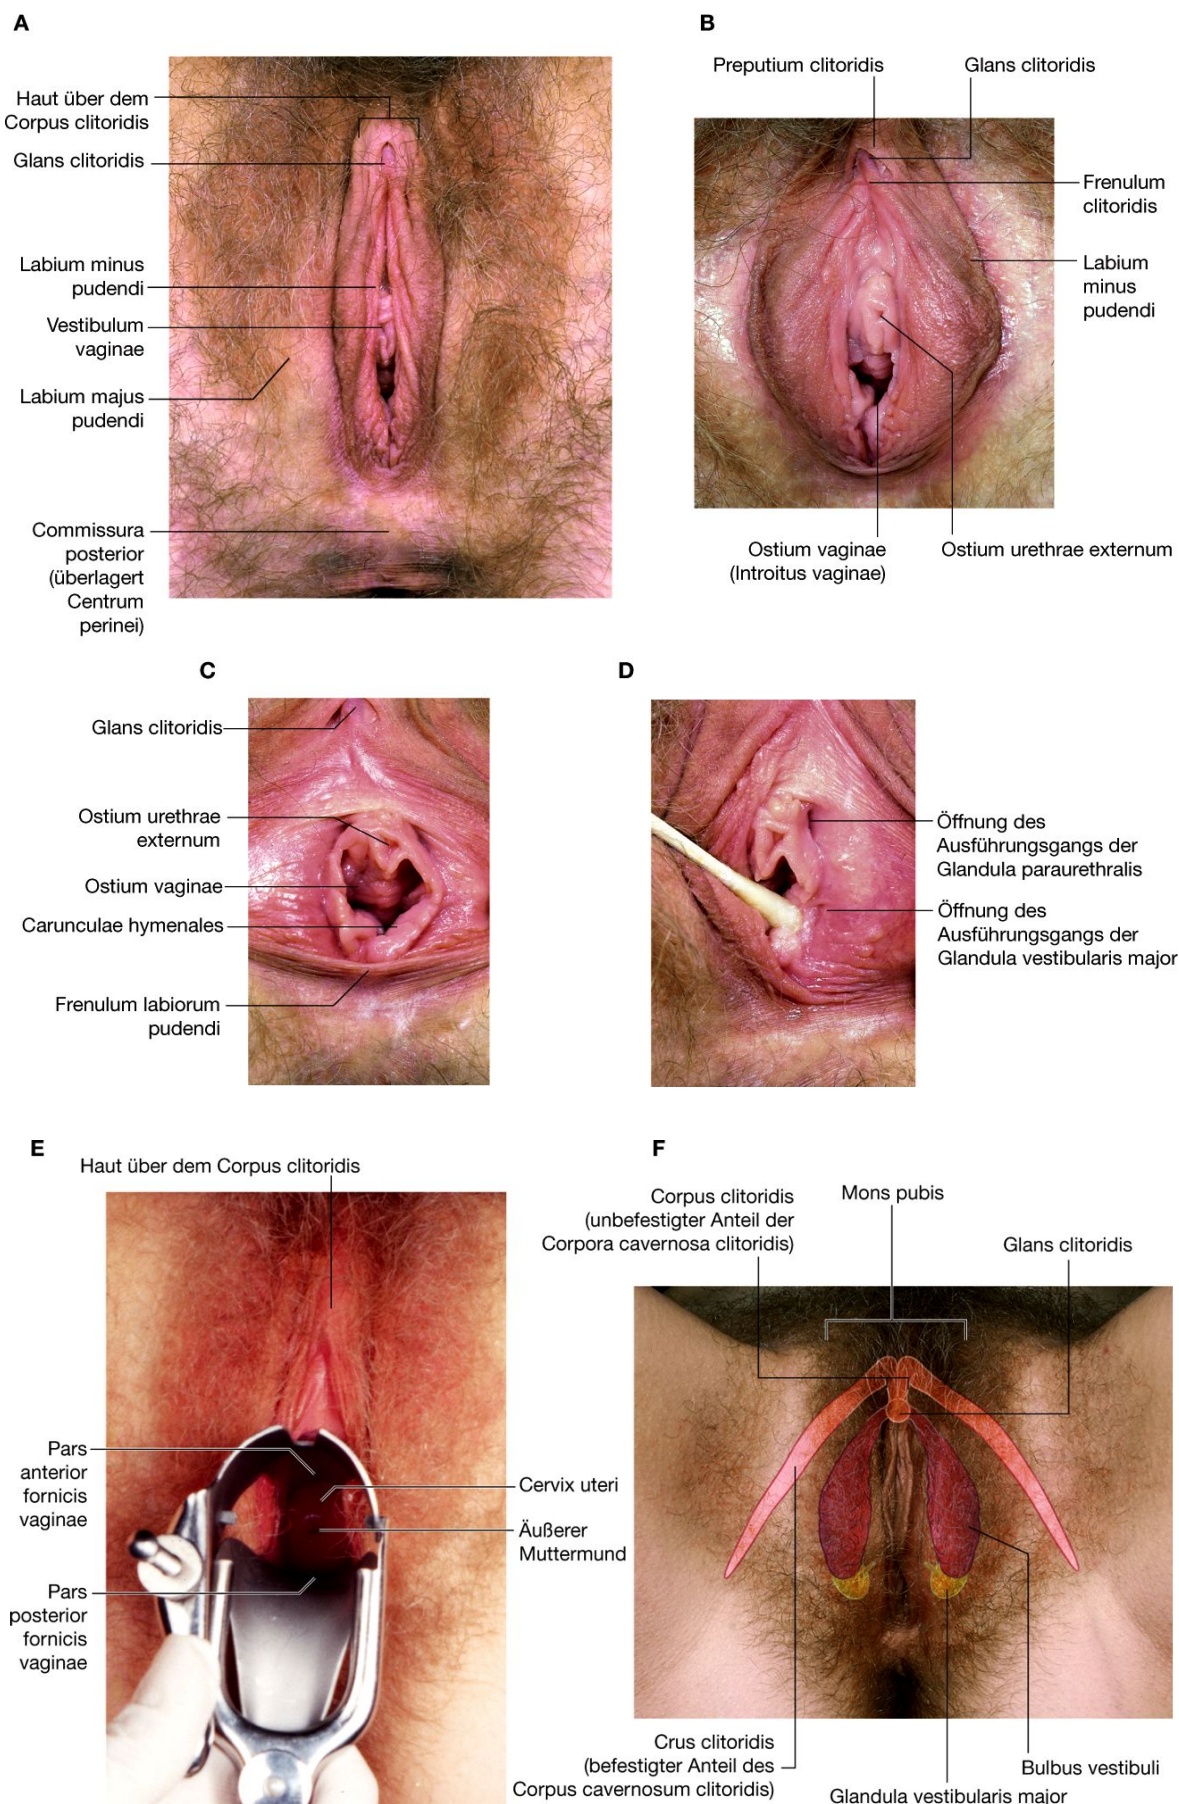 A
Haut über dem
Corpus clitoridis
Glans clitoridis
Labium minus
pudendi
Vestibulum
vaginae
Labium majus
pudendi
Commissura
posterior
(überlagert
Centrum
perinei)
B
Preputium clitoridis
Glans clitoridis
Frenulum
clitoridis
Labium
minus
pudendi
Ostium vaginae
(Introitus vaginae)
Ostium urethrae externum
C
Glans clitoridis
Ostium urethrae
externum
Ostium vaginae
Carunculae hymenales
Frenulum labiorum
pudendi
D
Öffnung des
Ausführungsgangs der
Glandula paraurethralis
Öffnung des
Ausführungsgangs der
Glandula vestibularis major
E
Haut über dem Corpus clitoridis
Pars
anterior
fornicis
vaginae
Cervix uteri
Äußerer
Muttermund
Pars
posterior
fornicis
vaginae
F
Corpus clitoridis
(unbefestigter Anteil der
Corpora cavernosa clitoridis)
Mons pubis
Glans clitoridis
Crus clitoridis
(befestigter Anteil des
Corpus cavernosum clitoridis)
Bulbus vestibuli
Glandula vestibularis major